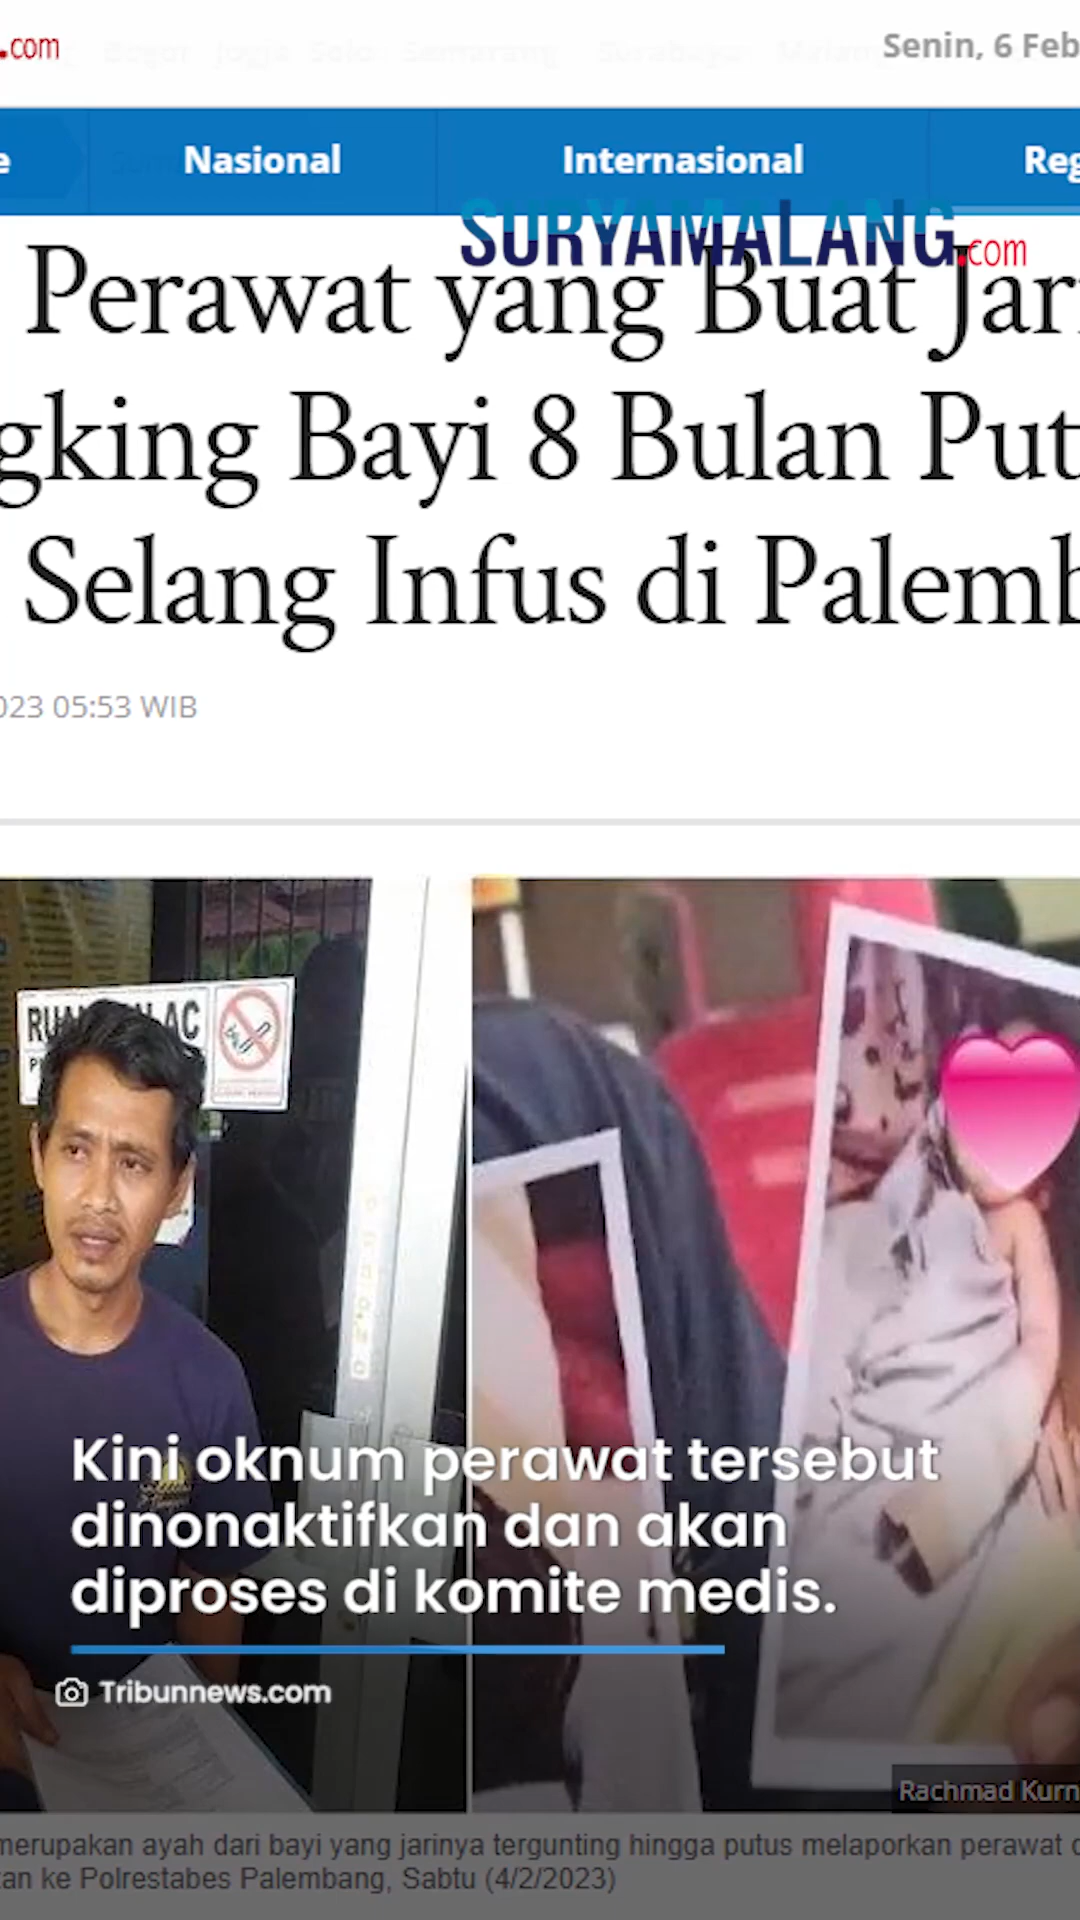 .com
Senin, 6 Feb
e Nasional Internasional Reg
SURYAMALANG.com
Perawat yang Buat Jar
gking Bayi 8 Bulan Put
Selang Infus di Palemb
023 05:53 WIB
Kini oknum perawat tersebut
dinonaktifkan dan akan
diproses di komite medis.
Tribunnews.com
Rachmad Kurn
merupakan ayah dari bayi yang jarinya tergunting hingga putus melaporkan perawat
tan ke Polrestabes Palembang, Sabtu (4/2/2023)